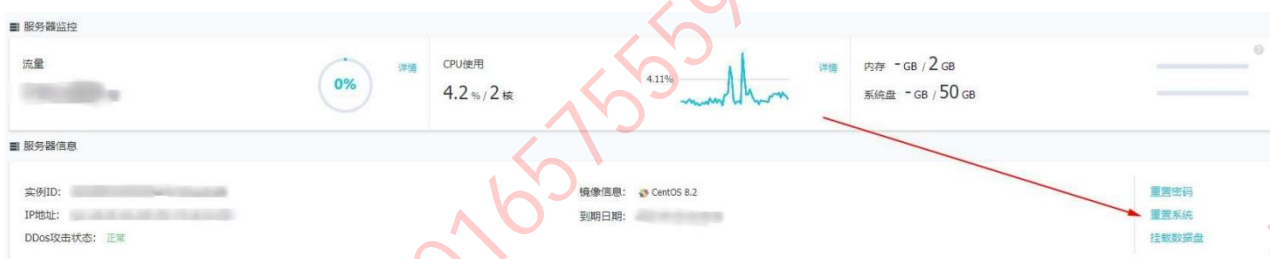 服务器监控
流量
0%
详情
CPU使用
4.2 % / 2 核
4.11%
详情
内存 - GB / 2 GB
系统盘 - GB / 50 GB
服务器信息
实例ID:
镜像信息: CentOS 8.2
重置密码
IP地址:
到期日期:
重置系统
DDos攻击状态: 正常
挂载数据盘